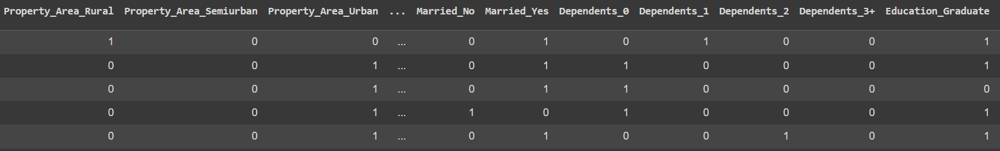 Property_Area_Rural Property_Area_Semiurban Property_Area_Urban ... Married_No Married_Yes Dependents_0 Dependents_1 Dependents_2 Dependents_3+ Education_Graduate
1 0 0 ... 0 1 0 1 0 0 1
0 0 1 ... 0 1 1 0 0 0 1
0 0 1 ... 0 1 1 0 0 0 0
0 0 1 ... 1 0 1 0 0 0 1
0 0 1 ... 0 1 0 0 1 0 1